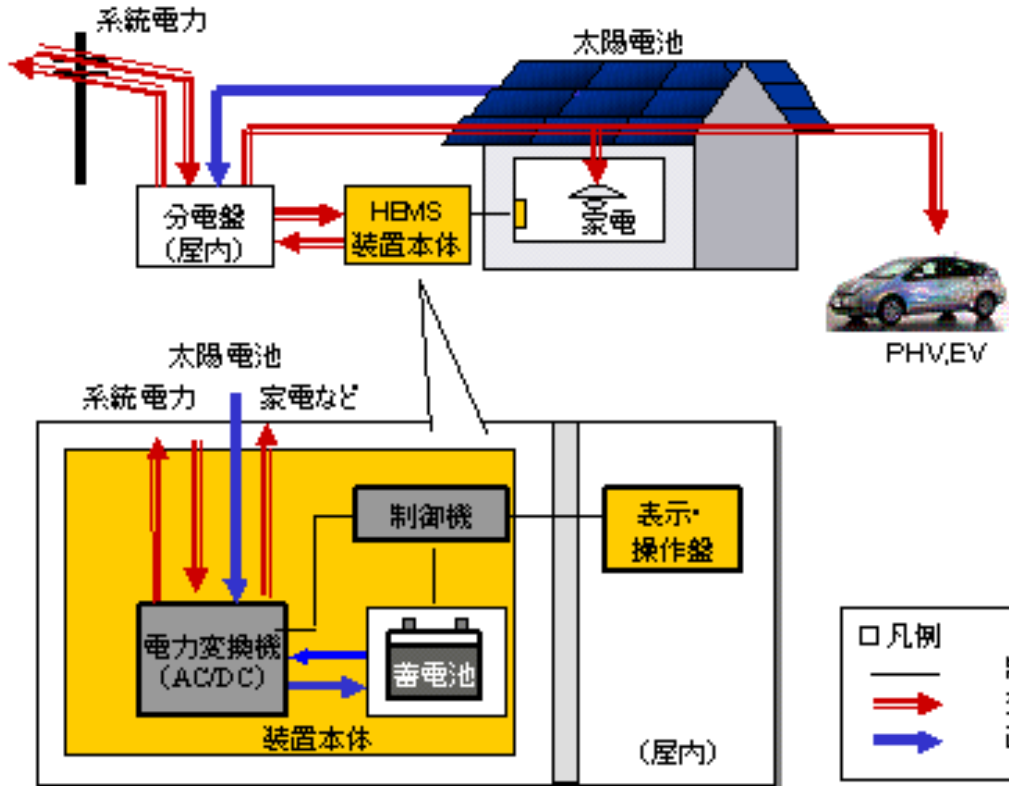 系統電力
太陽電池
分電盤
(屋内)
HEMS
装置本体
家電
PHV,EV
太陽電池
系統電力
家電など
制御機
表示・
操作盤
電力変換機
(AC/DC)
蓄電池
装置本体
(屋内)
□凡例